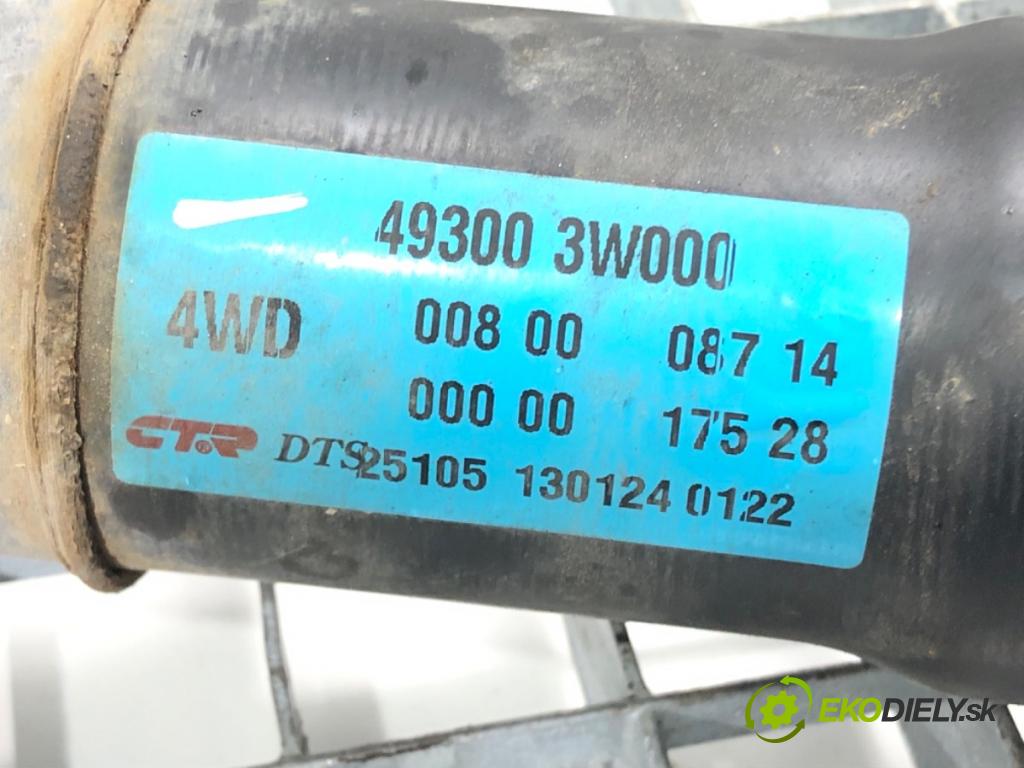 49300 3W000
4WD 008 00 087 14
000 00 175 28
CTR DTS 25105 130124 0122
EKODIELY.sk